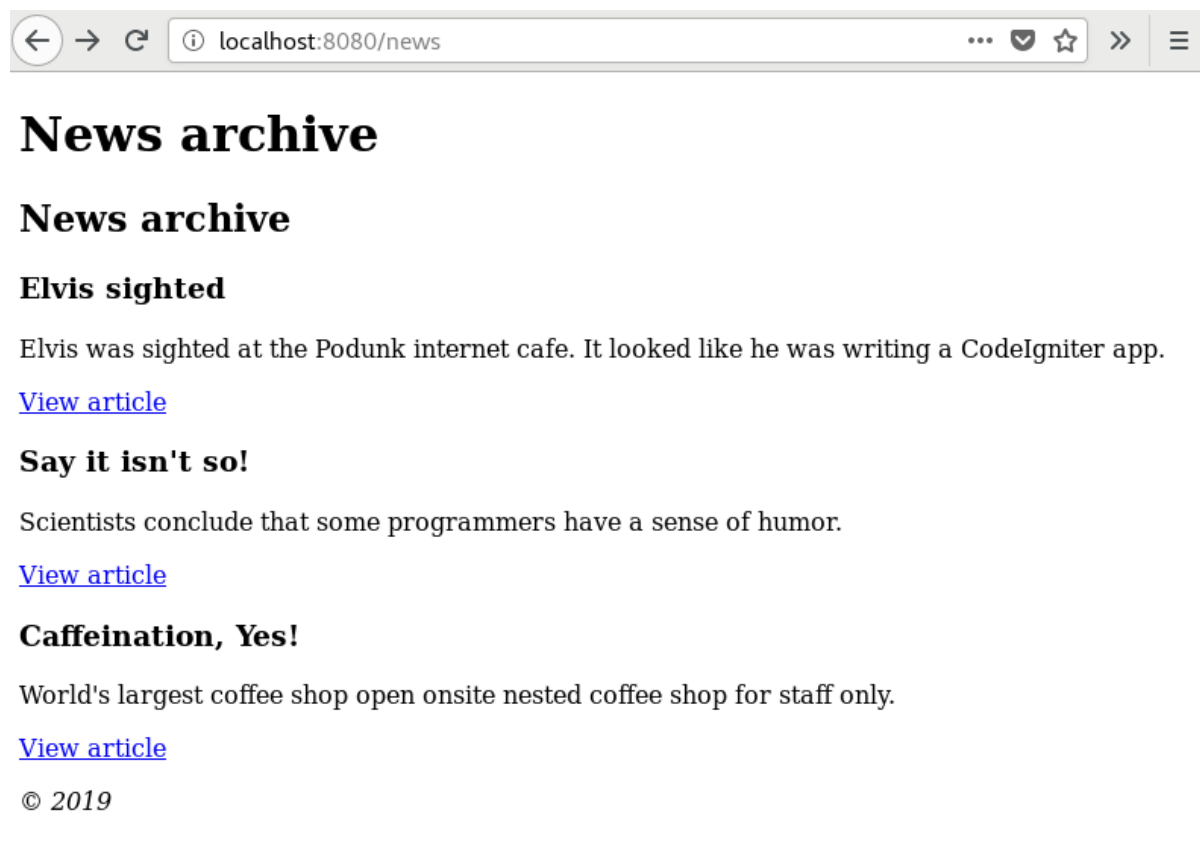 localhost:8080/news
News archive
News archive
Elvis sighted
Elvis was sighted at the Podunk internet cafe. It looked like he was writing a CodeIgniter app.
View article
Say it isn't so!
Scientists conclude that some programmers have a sense of humor.
View article
Caffeination, Yes!
World's largest coffee shop open onsite nested coffee shop for staff only.
View article
© 2019